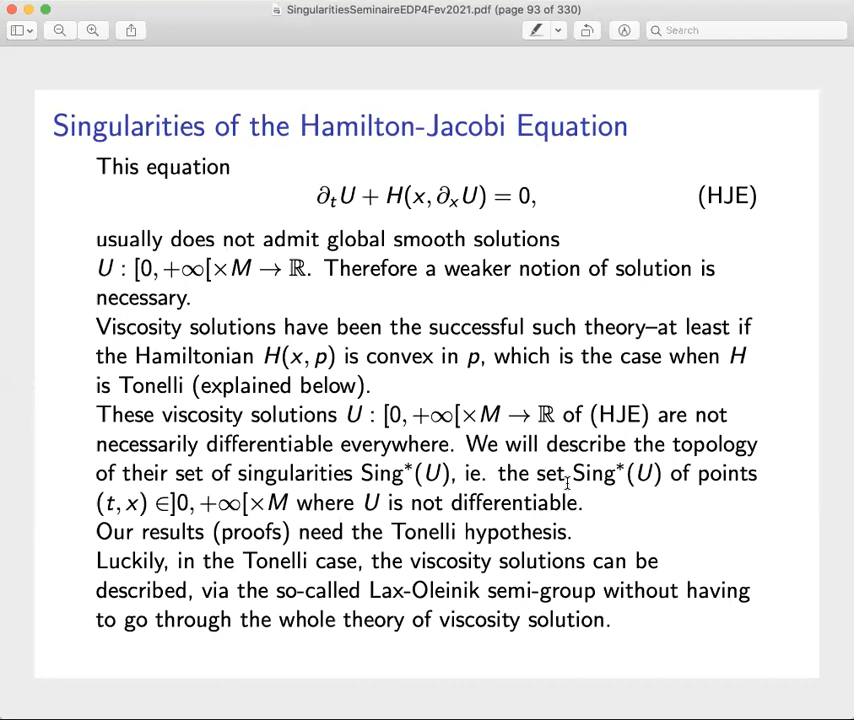 SingularitiesSeminaireEDP4Fev2021.pdf (page 93 of 330)
Search
Singularities of the Hamilton-Jacobi Equation
This equation
∂ₜU + H(x, ∂ₓU) = 0, (HJE)
usually does not admit global smooth solutions
U : [0, +∞[×M → ℝ. Therefore a weaker notion of solution is
necessary.
Viscosity solutions have been the successful such theory–at least if
the Hamiltonian H(x, p) is convex in p, which is the case when H
is Tonelli (explained below).
These viscosity solutions U : [0, +∞[×M → ℝ of (HJE) are not
necessarily differentiable everywhere. We will describe the topology
of their set of singularities Sing*(U), ie. the set Sing*(U) of points
(t, x) ∈]0, +∞[×M where U is not differentiable.
Our results (proofs) need the Tonelli hypothesis.
Luckily, in the Tonelli case, the viscosity solutions can be
described, via the so-called Lax-Oleinik semi-group without having
to go through the whole theory of viscosity solution.